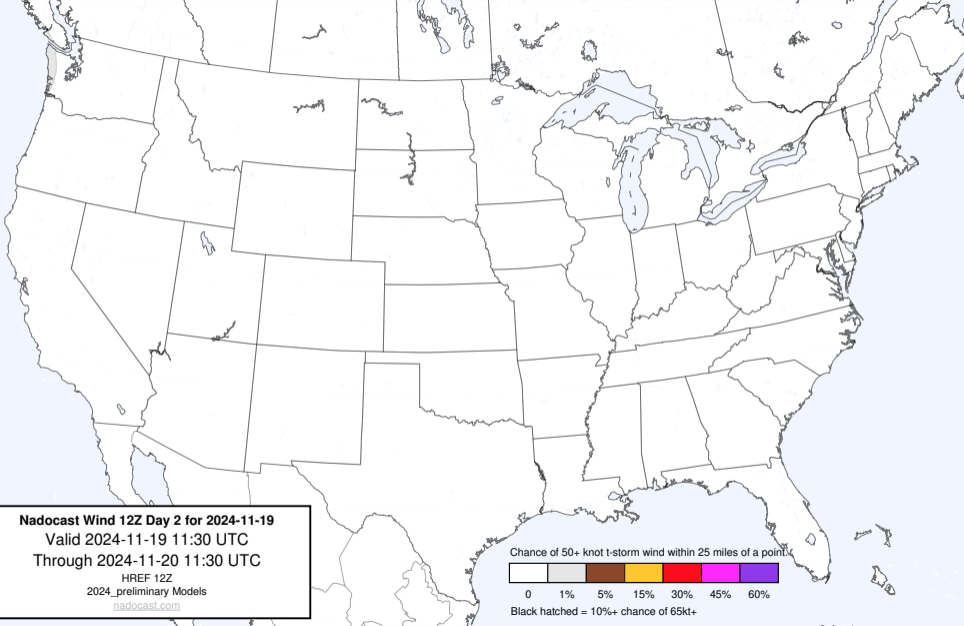 Nadocast Wind 12Z Day 2 for 2024-11-19
Valid 2024-11-19 11:30 UTC
Through 2024-11-20 11:30 UTC
HREF 12Z
2024_preliminary Models
nadocast.com
Chance of 50+ knot t-storm wind within 25 miles of a point.
0 1% 5% 15% 30% 45% 60%
Black hatched = 10%+ chance of 65kt+